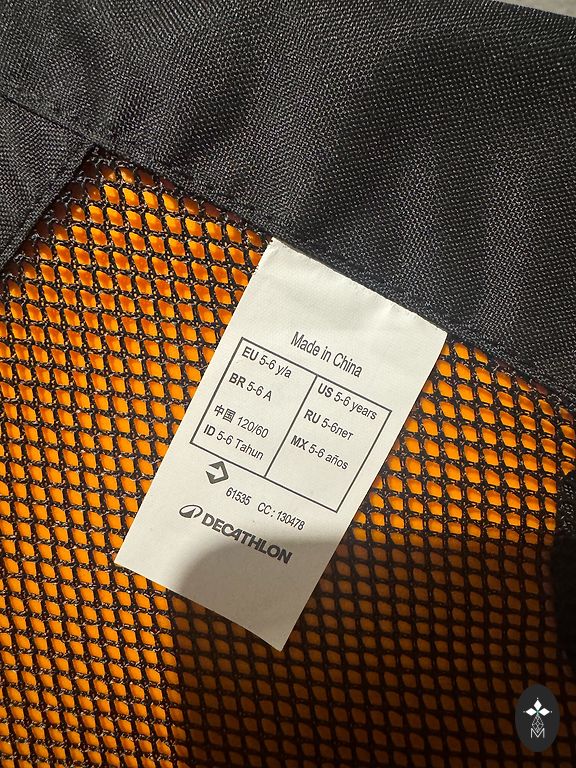 Made in China
EU 5-6 y/a
US 5-6 years
BR 5-6 A
RU 5-6лет
中国 120/60
MX 5-6 años
ID 5-6 Tahun
61535 CC : 130478
DECATHLON
M